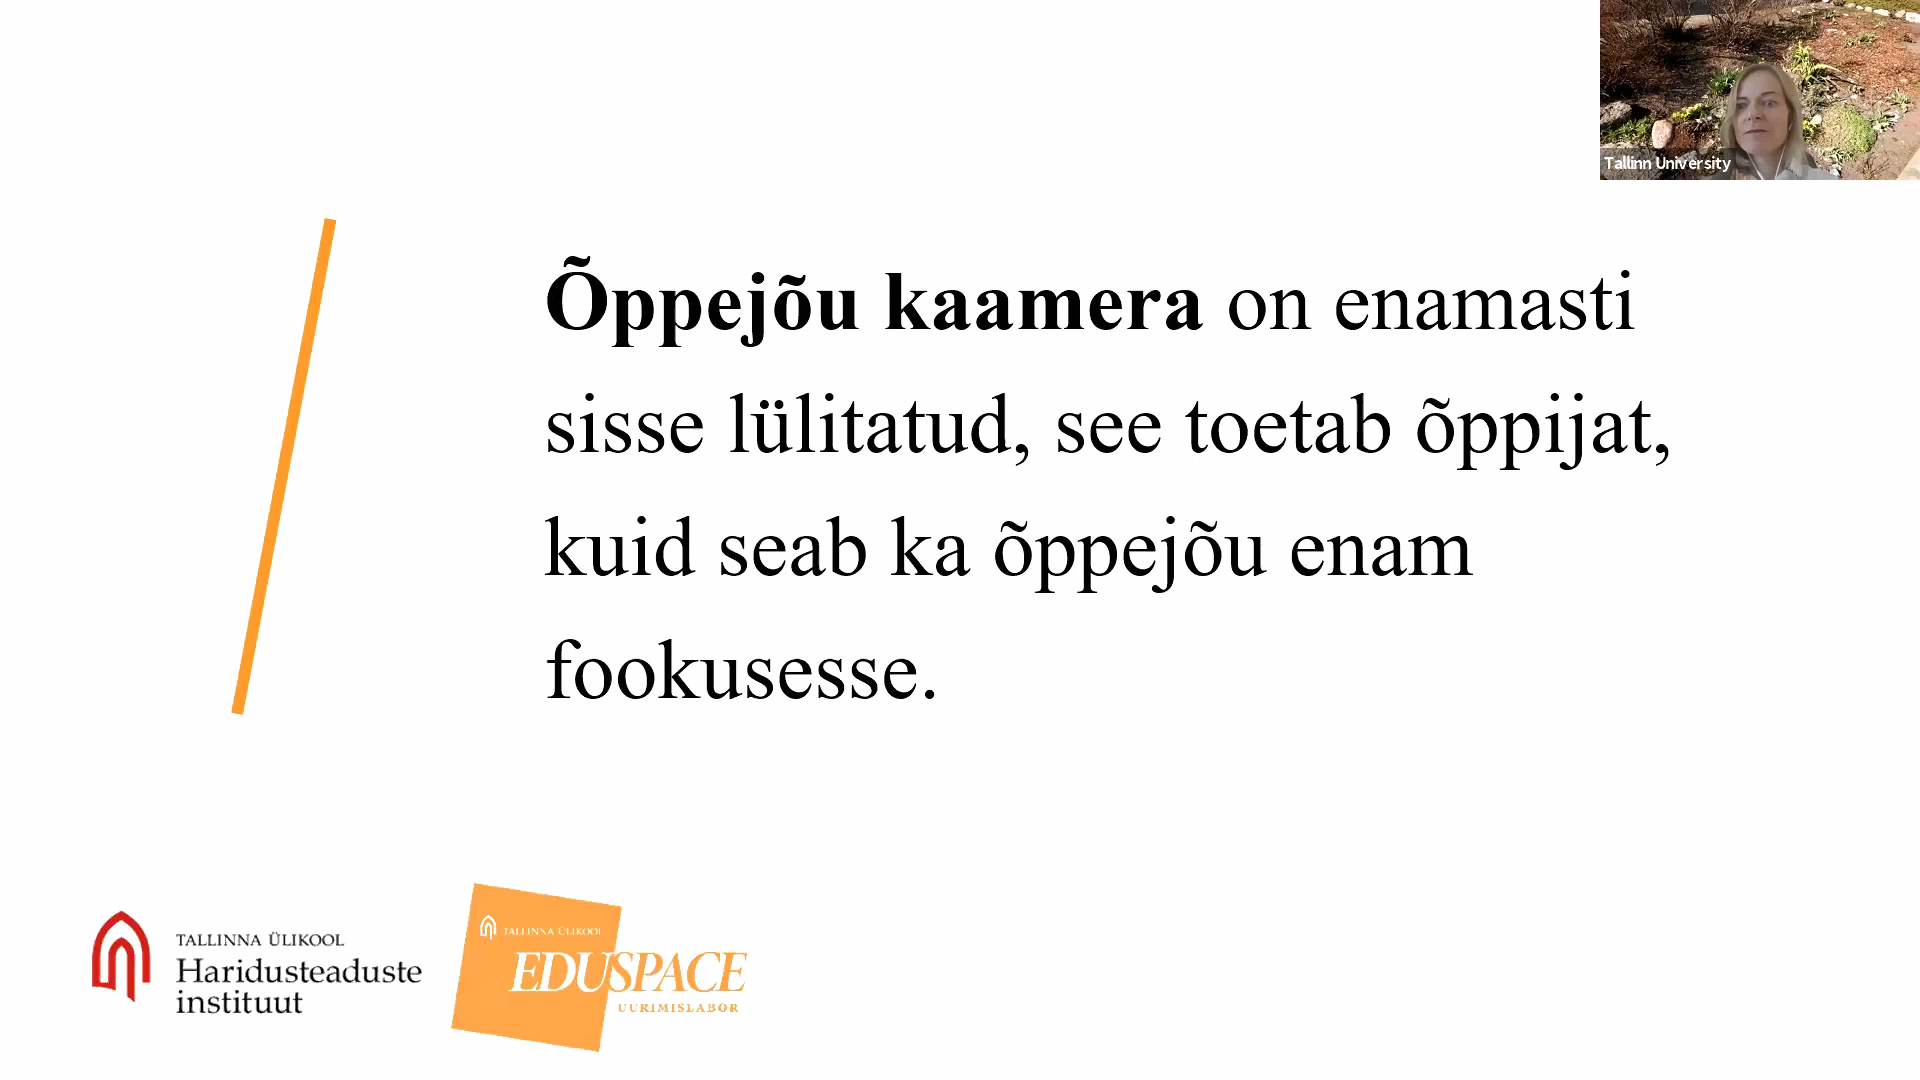 Tallinn University
Õppejõu kaamera on enamasti
sisse lülitatud, see toetab õppijat,
kuid seab ka õppejõu enam
fookusesse.
TALLINNA ÜLIKOOL
Haridusteaduste
instituut
TALLINNA ÜLIKOOL
EDUSPACE
UURIMISLABOR